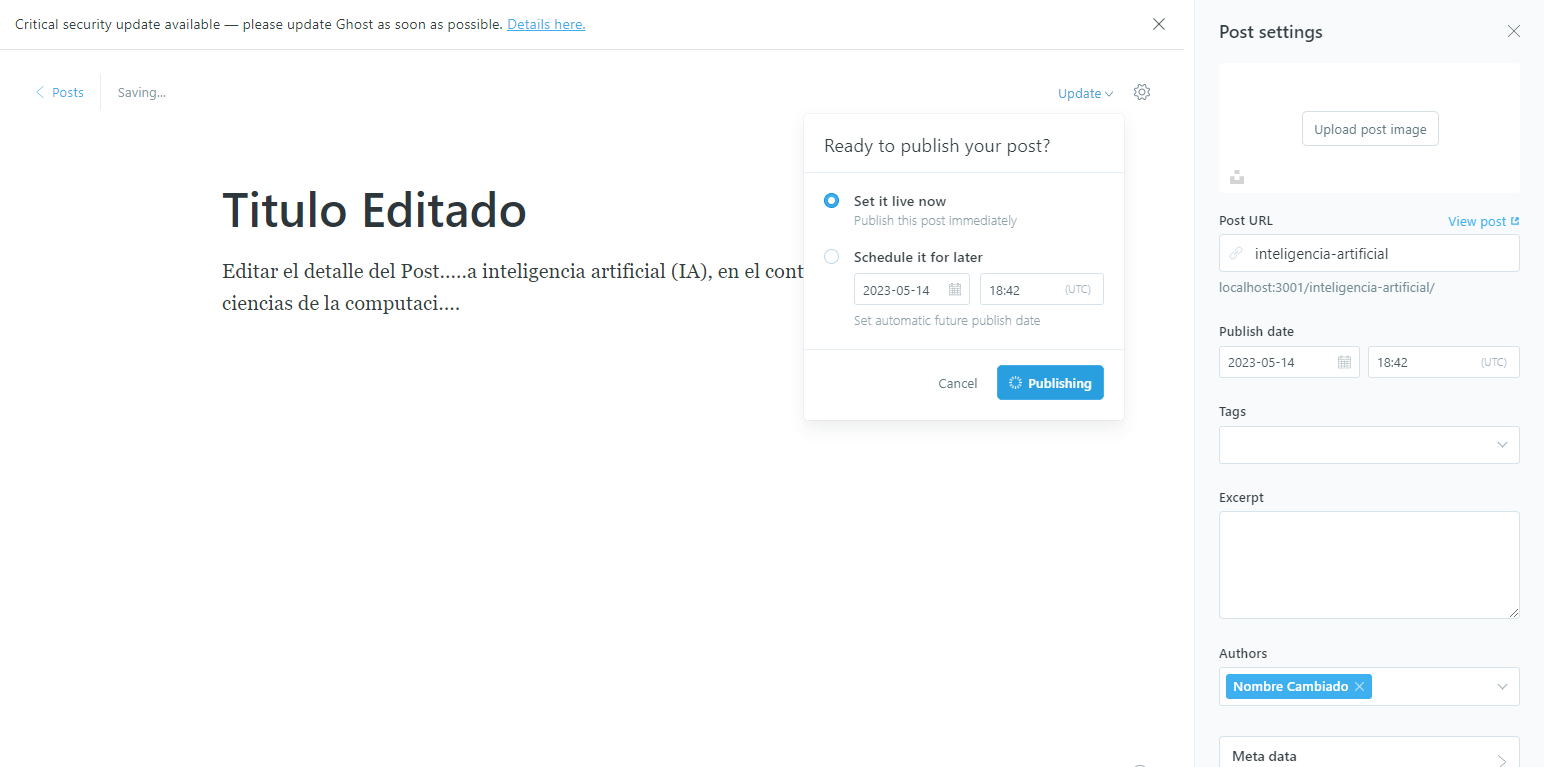 Critical security update available — please update Ghost as soon as possible. Details here.
Posts
Saving...
Update
Ready to publish your post?
Set it live now
Publish this post immediately
Schedule it for later
2023-05-14
18:42
(UTC)
Set automatic future publish date
Cancel
Publishing
Titulo Editado
Editar el detalle del Post.....a inteligencia artificial (IA), en el cont
ciencias de la computaci....
Post settings
Upload post image
Post URL
View post
inteligencia-artificial
localhost:3001/inteligencia-artificial/
Publish date
2023-05-14
18:42
(UTC)
Tags
Excerpt
Authors
Nombre Cambiado
Meta data